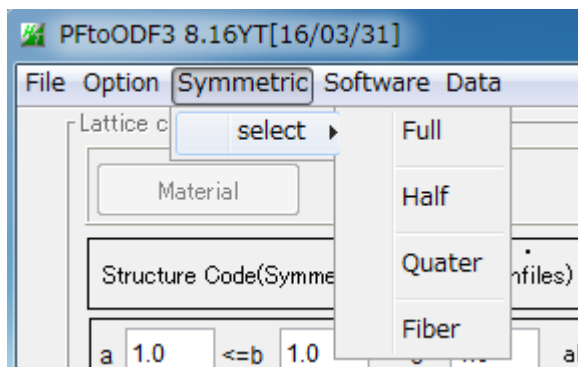 PFtoODF3 8.16YT[16/03/31]
File Option Symmetric Software Data
Lattice c
select
Full
Material
Half
Quater
Structure Code(Symme
nfiles)
Fiber
a 1.0 <=b 1.0